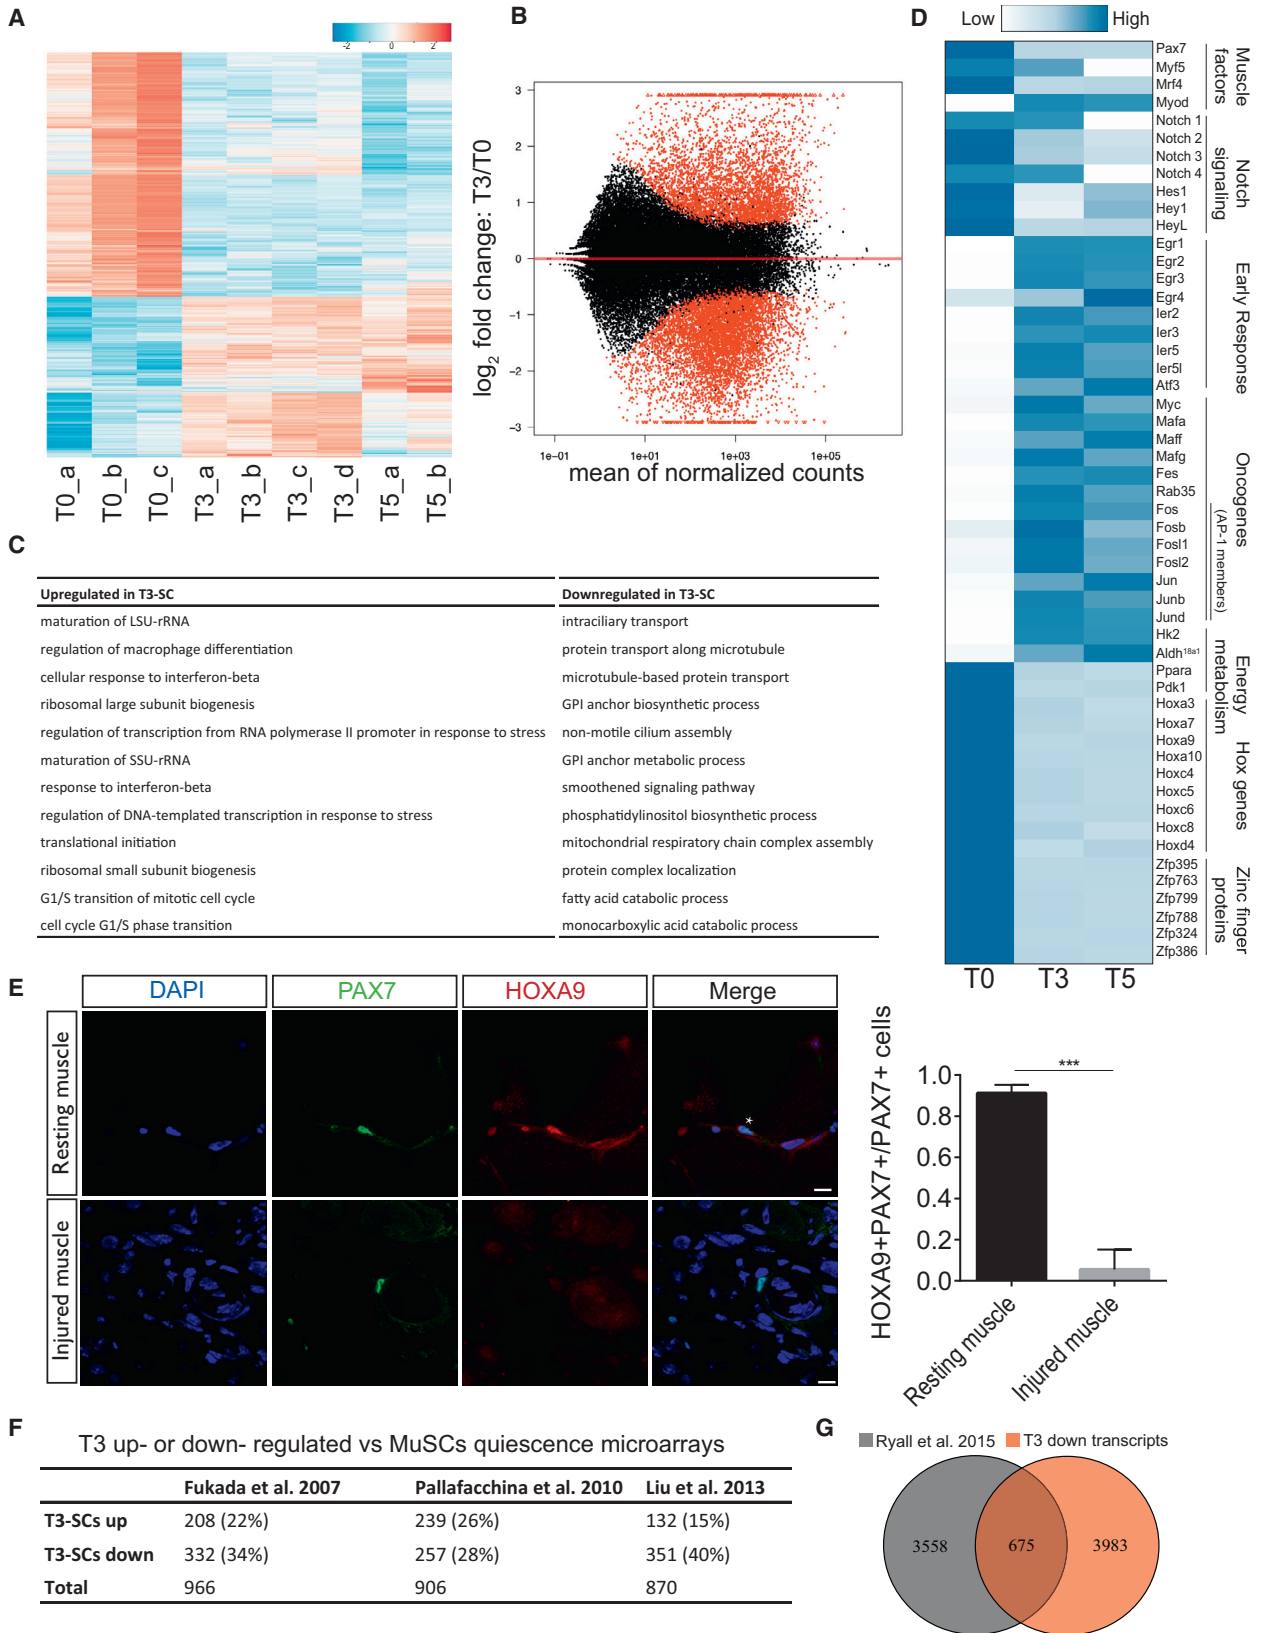 A
-2 0 2
T0_a T0_b T0_c T3_a T3_b T3_c T3_d T5_a T5_b
B
log2 fold change: T3/T0
3
2
1
0
−1
−2
−3
1e−01 1e+01 1e+03 1e+05
mean of normalized counts
C
Upregulated in T3-SC Downregulated in T3-SC
maturation of LSU-rRNA intraciliary transport
regulation of macrophage differentiation protein transport along microtubule
cellular response to interferon-beta microtubule-based protein transport
ribosomal large subunit biogenesis GPI anchor biosynthetic process
regulation of transcription from RNA polymerase II promoter in response to stress non-motile cilium assembly
maturation of SSU-rRNA GPI anchor metabolic process
response to interferon-beta smoothened signaling pathway
regulation of DNA-templated transcription in response to stress phosphatidylinositol biosynthetic process
translational initiation mitochondrial respiratory chain complex assembly
ribosomal small subunit biogenesis protein complex localization
G1/S transition of mitotic cell cycle fatty acid catabolic process
cell cycle G1/S phase transition monocarboxylic acid catabolic process
D
Low High
Pax7
Myf5
Mrf4
Myod
Muscle factors
Notch 1
Notch 2
Notch 3
Notch 4
Hes1
Hey1
HeyL
Notch signaling
Egr1
Egr2
Egr3
Egr4
Ier2
Ier3
Ier5
Ier5l
Atf3
Early Response
Myc
Mafa
Maff
Mafg
Fes
Rab35
Fos
Fosb
Fosl1
Fosl2
Jun
Junb
Jund
Oncogenes
(AP-1 members)
Hk2
Aldh18a1
Ppara
Pdk1
Energy metabolism
Hoxa3
Hoxa7
Hoxa9
Hoxa10
Hoxc4
Hoxc5
Hoxc6
Hoxc8
Hoxd4
Hox genes
Zfp395
Zfp763
Zfp799
Zfp788
Zfp324
Zfp386
Zinc finger proteins
T0 T3 T5
E
DAPI PAX7 HOXA9 Merge
Resting muscle
*
Injured muscle
HOXA9+PAX7+/PAX7+ cells
***
1.0
0.8
0.6
0.4
0.2
0.0
Resting muscle
Injured muscle
F
T3 up- or down- regulated vs MuSCs quiescence microarrays
Fukada et al. 2007 Pallafacchina et al. 2010 Liu et al. 2013
T3-SCs up 208 (22%) 239 (26%) 132 (15%)
T3-SCs down 332 (34%) 257 (28%) 351 (40%)
Total 966 906 870
G
Ryall et al. 2015 T3 down transcripts
3558 675 3983